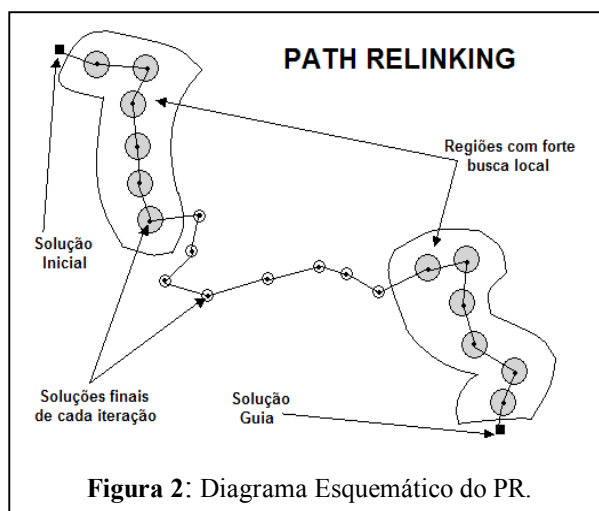 PATH RELINKING
Regiões com forte
busca local
Solução
Inicial
Soluções finais
de cada iteração
Solução
Guia
Figura 2: Diagrama Esquemático do PR.